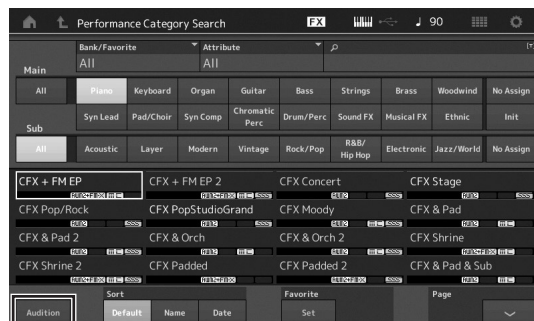 Performance Category Search FX 90
Bank/Favorite Attribute
Main All All
All Piano Keyboard Organ Guitar Bass Strings Brass Woodwind No Assign
Syn Lead Pad/Choir Syn Comp Chromatic Perc Drum/Perc Sound FX Musical FX Ethnic Init
Sub
All Acoustic Layer Modern Vintage Rock/Pop R&B/ Hip Hop Electronic Jazz/World No Assign
CFX + FM EP CFX + FM EP 2 CFX Concert CFX Stage
CFX Pop/Rock CFX PopStudioGrand CFX Moody CFX & Pad
CFX & Pad 2 CFX & Orch CFX & Orch 2 CFX Shrine
CFX Shrine 2 CFX Padded CFX Padded 2 CFX & Pad & Sub
Sort Favorite Page
Audition Default Name Date Set